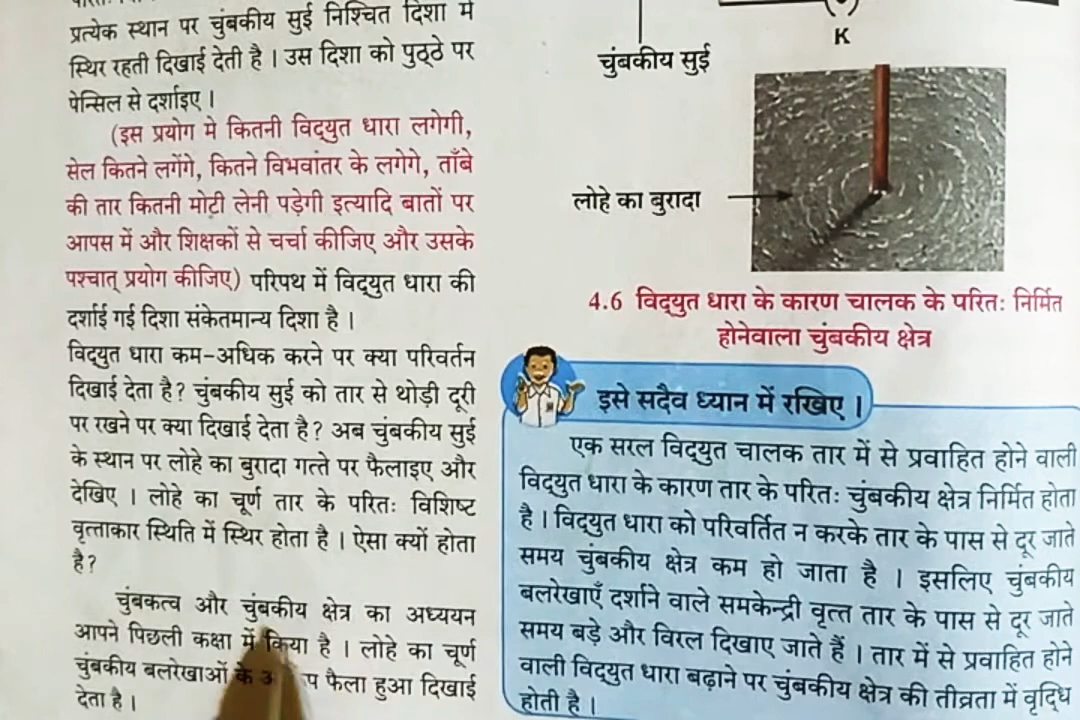 प्रत्येक स्थान पर चुंबकीय सुई निश्चित दिशा में
स्थिर रहती दिखाई देती है । उस दिशा को पुठ्ठे पर
पेन्सिल से दर्शाइए ।
(इस प्रयोग मे कितनी विद्युत धारा लगेगी,
सेल कितने लगेंगे, कितने विभवांतर के लगेगे, ताँबे
की तार कितनी मोटी लेनी पड़ेगी इत्यादि बातों पर
आपस में और शिक्षकों से चर्चा कीजिए और उसके
पश्चात् प्रयोग कीजिए) परिपथ में विद्युत धारा की
दर्शाई गई दिशा संकेतमान्य दिशा है ।
विद्युत धारा कम-अधिक करने पर क्या परिवर्तन
दिखाई देता है? चुंबकीय सुई को तार से थोड़ी दूरी
पर रखने पर क्या दिखाई देता है? अब चुंबकीय सुई
के स्थान पर लोहे का बुरादा गत्ते पर फैलाइए और
देखिए । लोहे का चूर्ण तार के परितः विशिष्ट
वृत्ताकार स्थिति में स्थिर होता है । ऐसा क्यों होता
है?
चुंबकत्व और चुंबकीय क्षेत्र का अध्ययन
आपने पिछली कक्षा में किया है । लोहे का चूर्ण
चुंबकीय बलरेखाओं के फैला हुआ दिखाई
देता है ।
K
चुंबकीय सुई
लोहे का बुरादा
4.6 विद्युत धारा के कारण चालक के परितः निर्मित
होनेवाला चुंबकीय क्षेत्र
इसे सदैव ध्यान में रखिए ।
एक सरल विद्युत चालक तार में से प्रवाहित होने वाली
विद्युत धारा के कारण तार के परितः चुंबकीय क्षेत्र निर्मित होता
है । विद्युत धारा को परिवर्तित न करके तार के पास से दूर जाते
समय चुंबकीय क्षेत्र कम हो जाता है । इसलिए चुंबकीय
बलरेखाएँ दर्शाने वाले समकेन्द्री वृत्त तार के पास से दूर जाते
समय बड़े और विरल दिखाए जाते हैं । तार में से प्रवाहित होने
वाली विद्युत धारा बढ़ाने पर चुंबकीय क्षेत्र की तीव्रता में वृद्धि
होती है ।